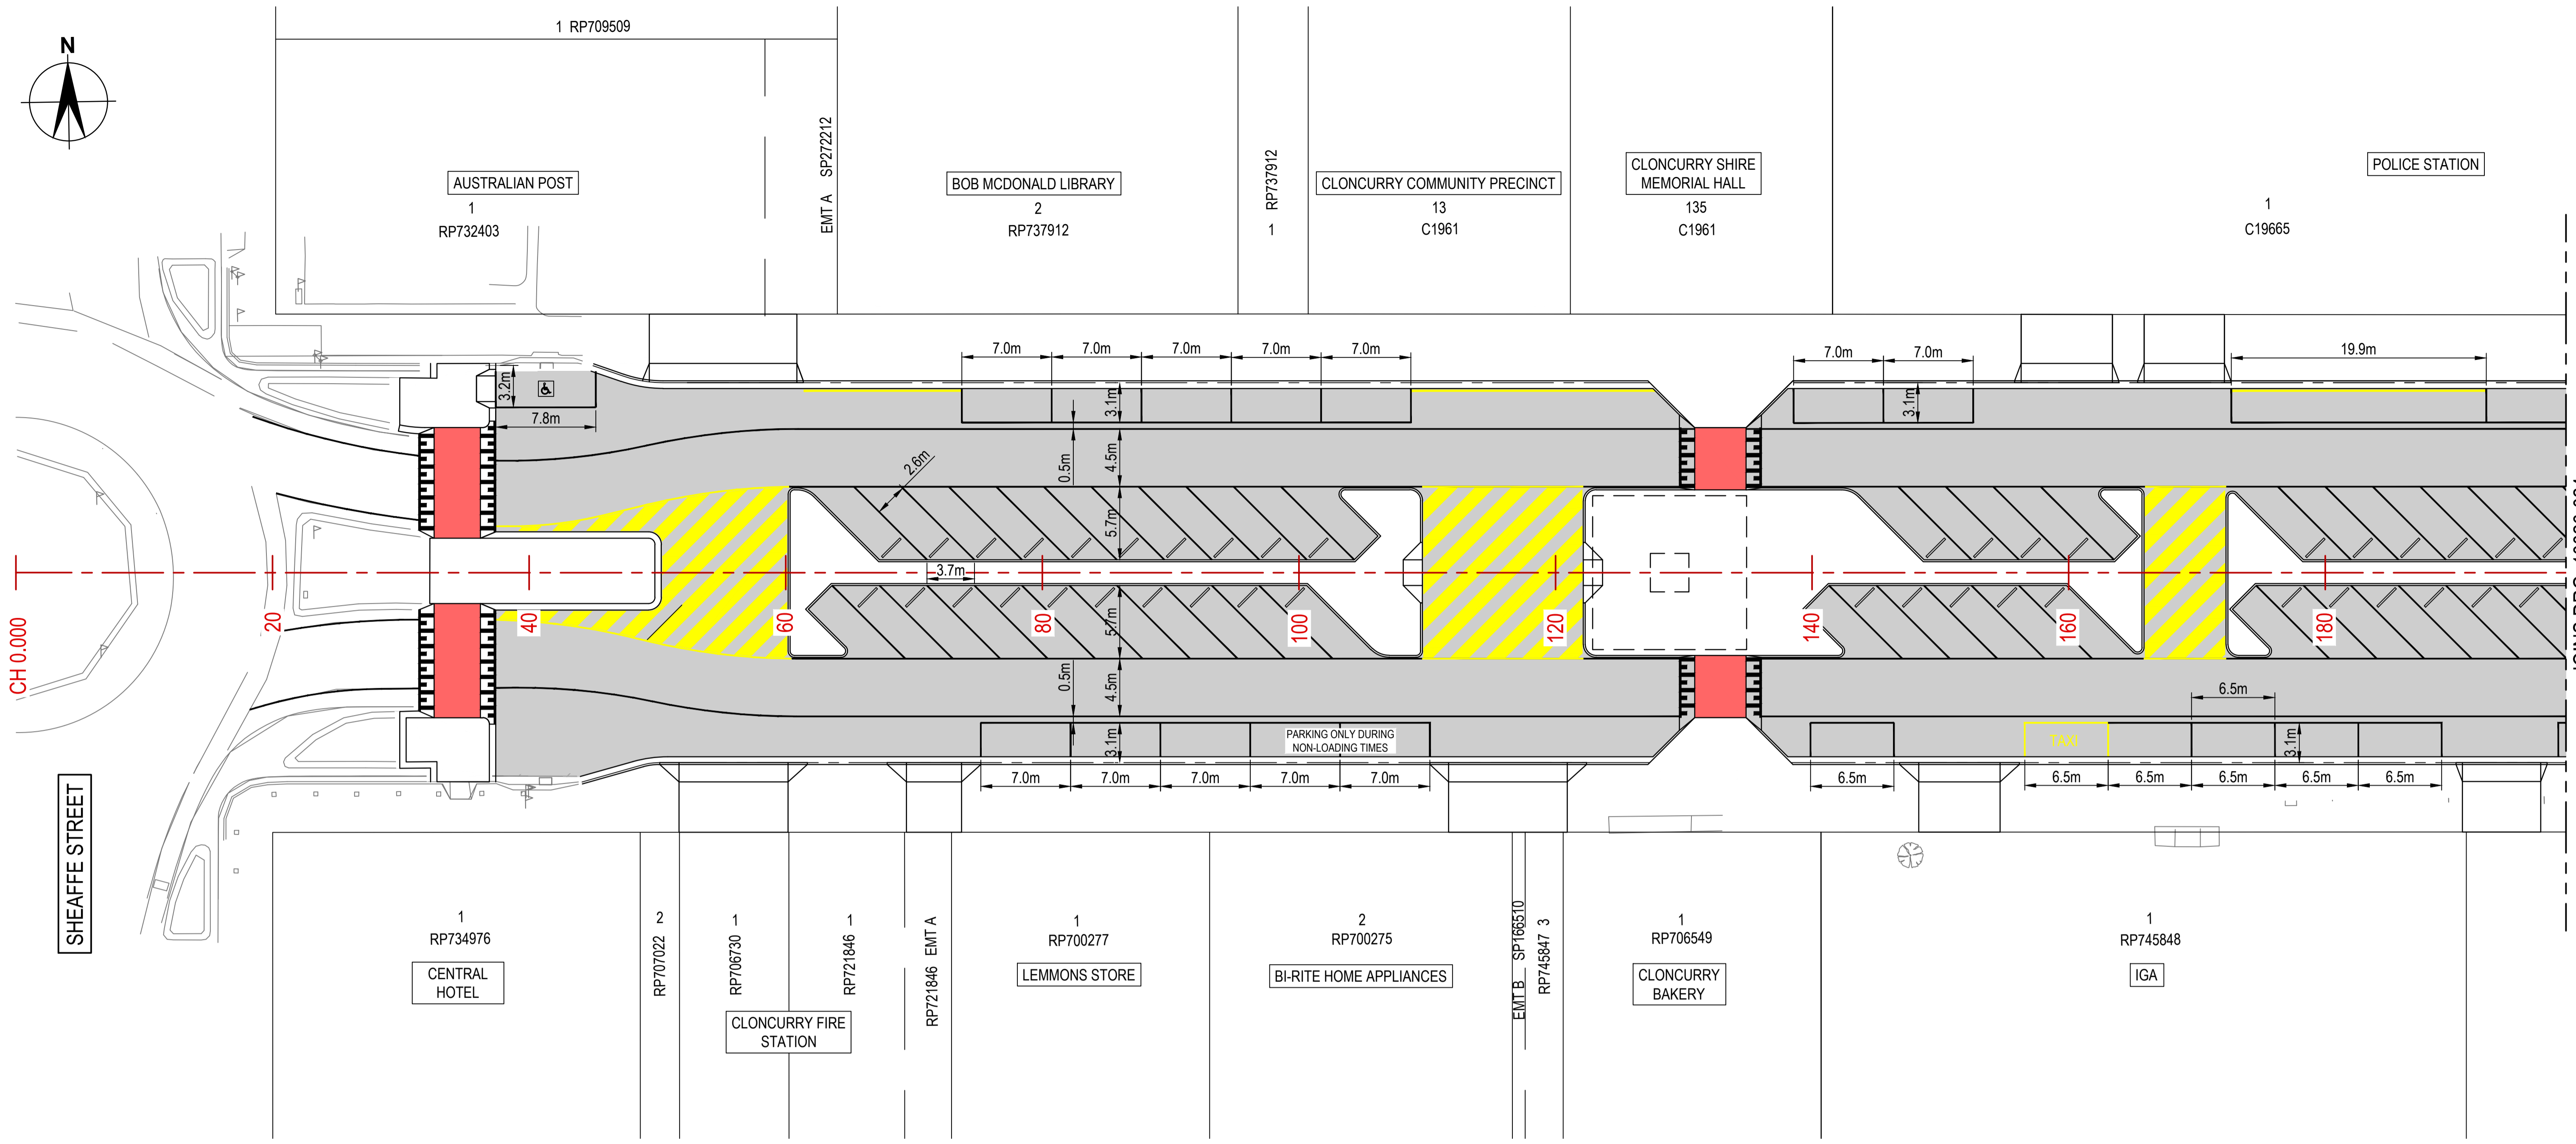 1 RP709509
N
AUSTRALIAN POST
1
RP732403
EMT A SP272212
BOB MCDONALD LIBRARY
2
RP737912
1 RP737912
CLONCURRY COMMUNITY PRECINCT
13
C1961
CLONCURRY SHIRE
MEMORIAL HALL
135
C1961
POLICE STATION
1
C19665
7.0m
7.0m
7.0m
7.0m
7.0m
7.0m
7.0m
19.9m
3.2m
7.8m
3.1m
3.1m
0.5m
4.5m
2.6m
5.7m
3.7m
CH 0.000
20
40
60
80
100
120
140
160
180
5.7m
0.5m
4.5m
3.1m
PARKING ONLY DURING
NON-LOADING TIMES
7.0m
7.0m
7.0m
7.0m
7.0m
6.5m
TAXI
3.1m
6.5m
6.5m
6.5m
6.5m
6.5m
6.5m
SHEAFFE STREET
1
RP734976
CENTRAL
HOTEL
RP707022 2
RP706730 1
RP721846 1
CLONCURRY FIRE
STATION
RP721846 EMT A
1
RP700277
LEMMONS STORE
2
RP700275
BI-RITE HOME APPLIANCES
EMT B SP166510
RP745847 3
1
RP706549
CLONCURRY
BAKERY
1
RP745848
IGA